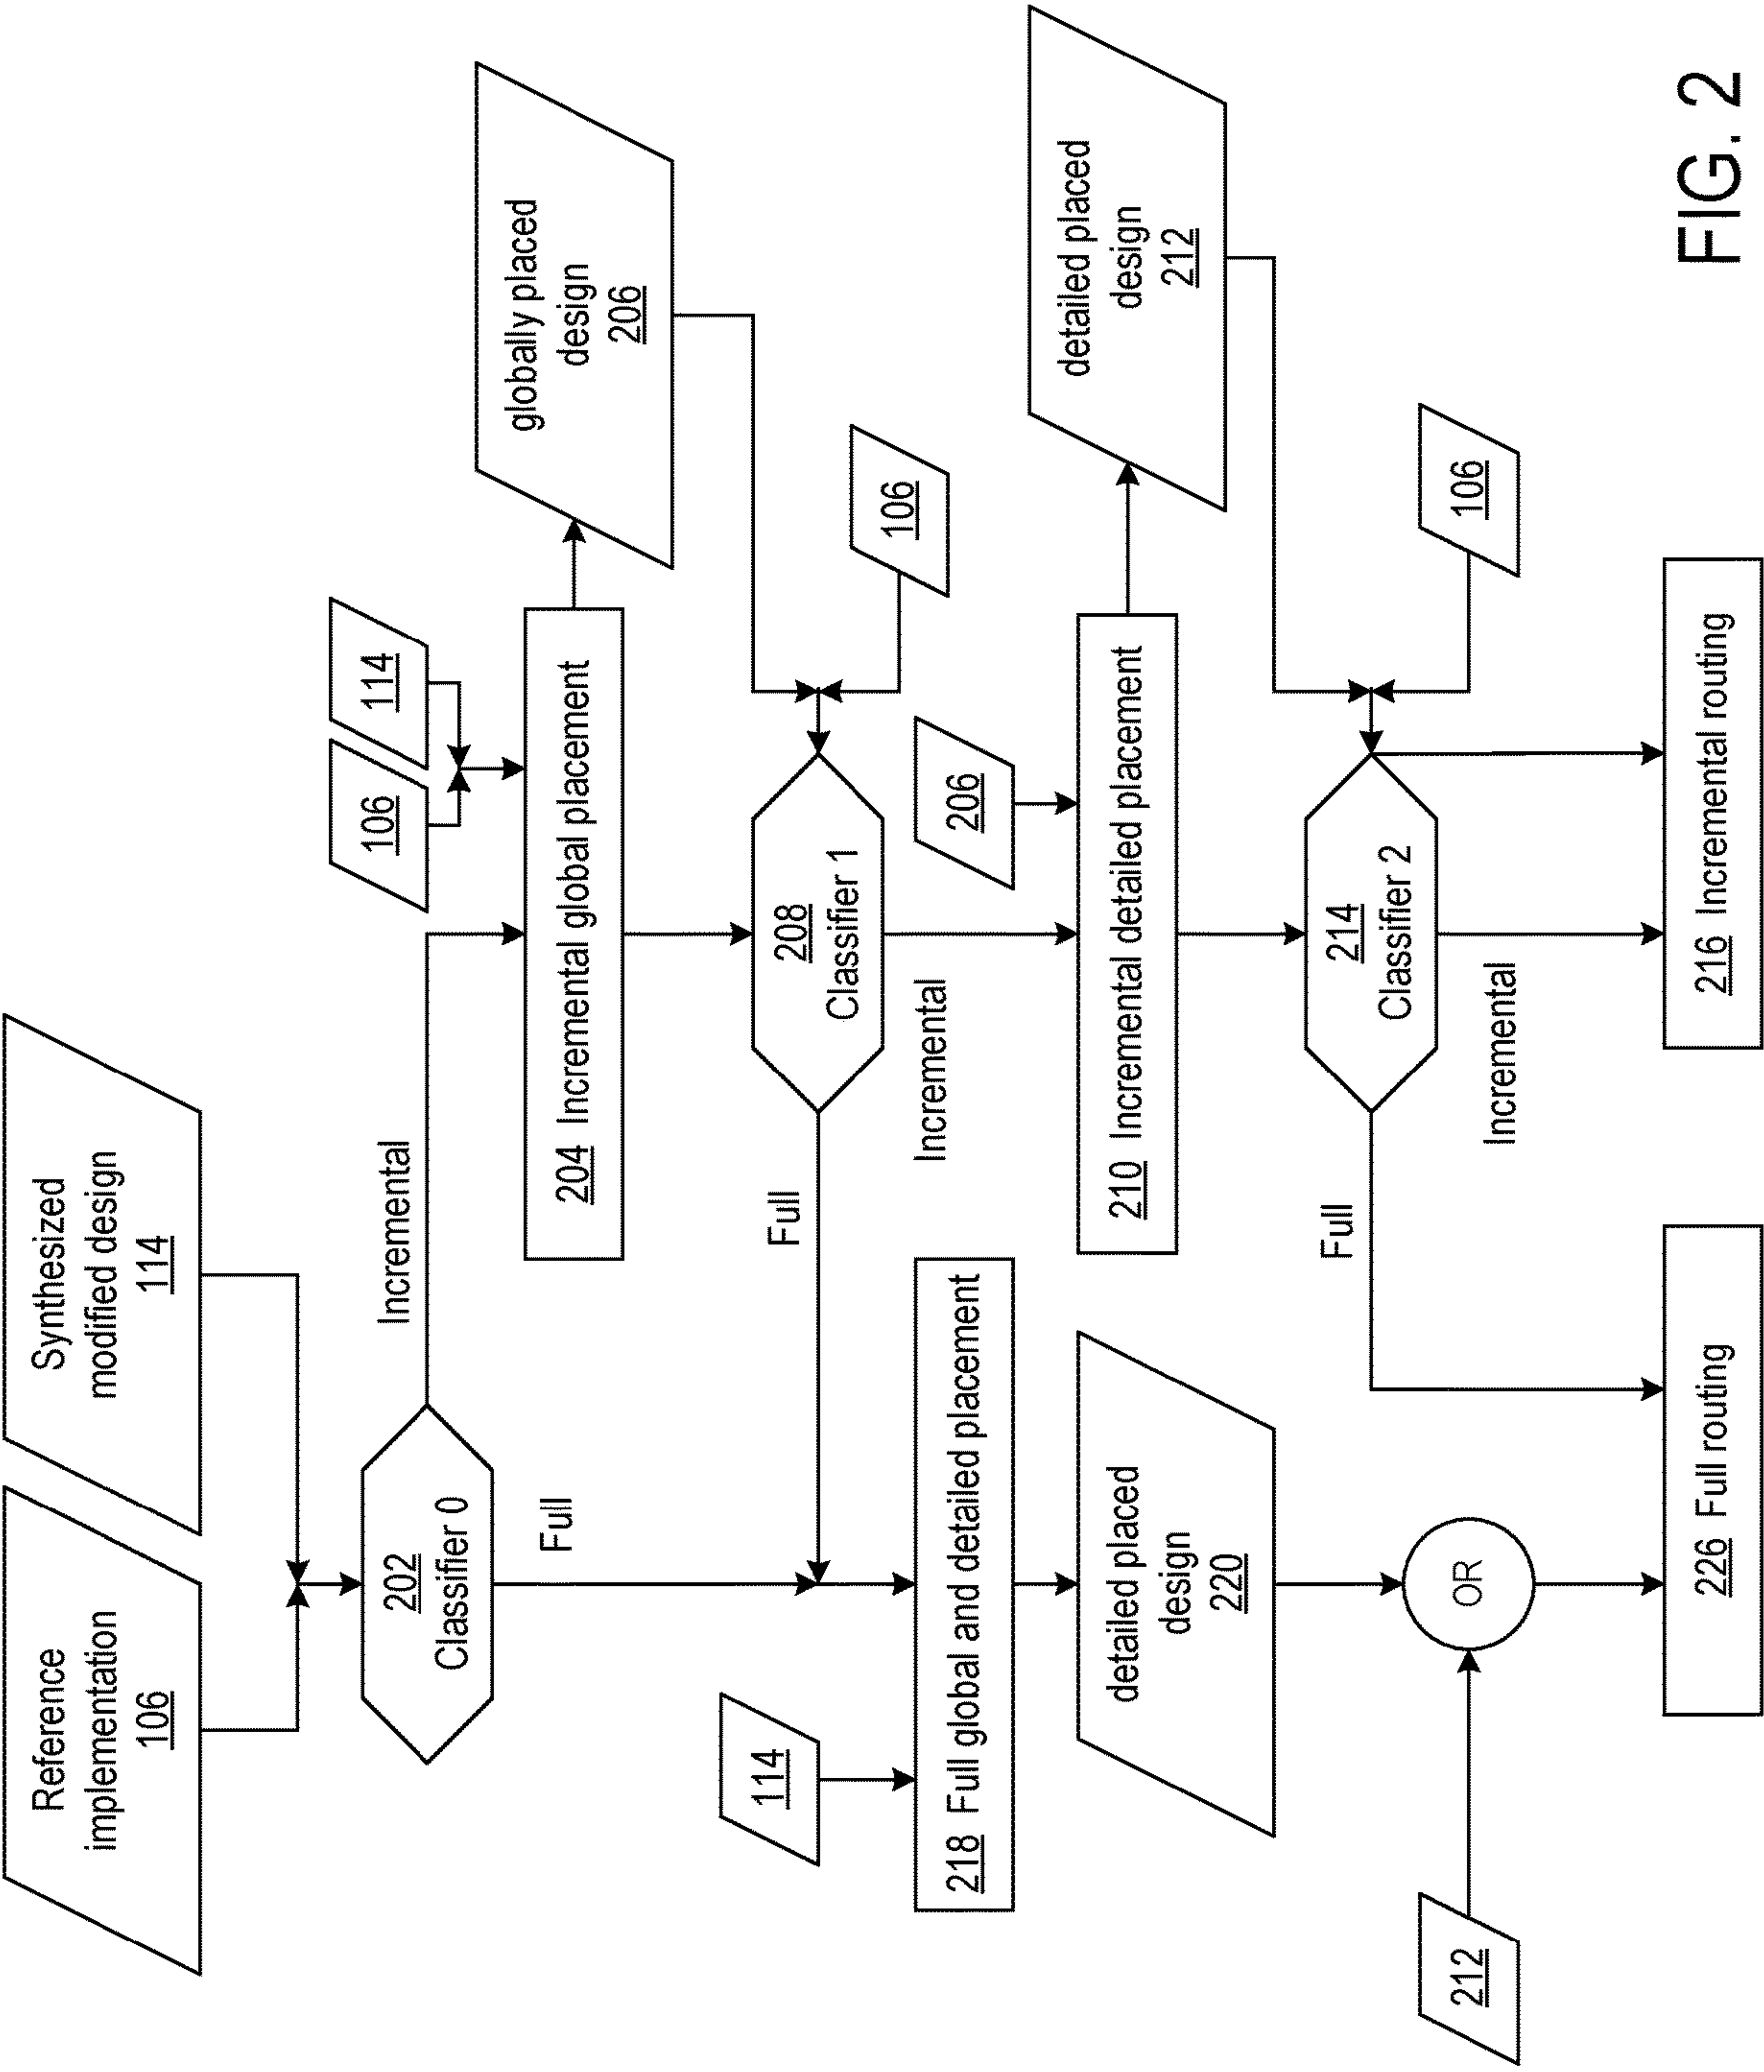 Reference
implementation
106
Synthesized
modified design
114
202
Classifier 0
Incremental
Full
106
114
204 Incremental global placement
globally placed
design
206
208
Classifier 1
106
Full
Incremental
206
114
218 Full global and detailed placement
210 Incremental detailed placement
detailed placed
design
212
detailed placed
design
220
214
Classifier 2
106
Full
Incremental
212
OR
226 Full routing
216 Incremental routing
FIG. 2